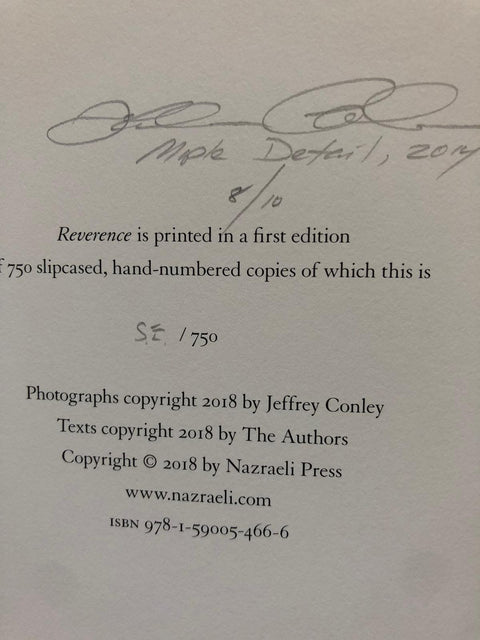 Detail, 2014
8/10
Reverence is printed in a first edition
f 750 slipcased, hand-numbered copies of which this is
S.E. / 750
Photographs copyright 2018 by Jeffrey Conley
Texts copyright 2018 by The Authors
Copyright © 2018 by Nazraeli Press
www.nazraeli.com
ISBN 978-1-59005-466-6